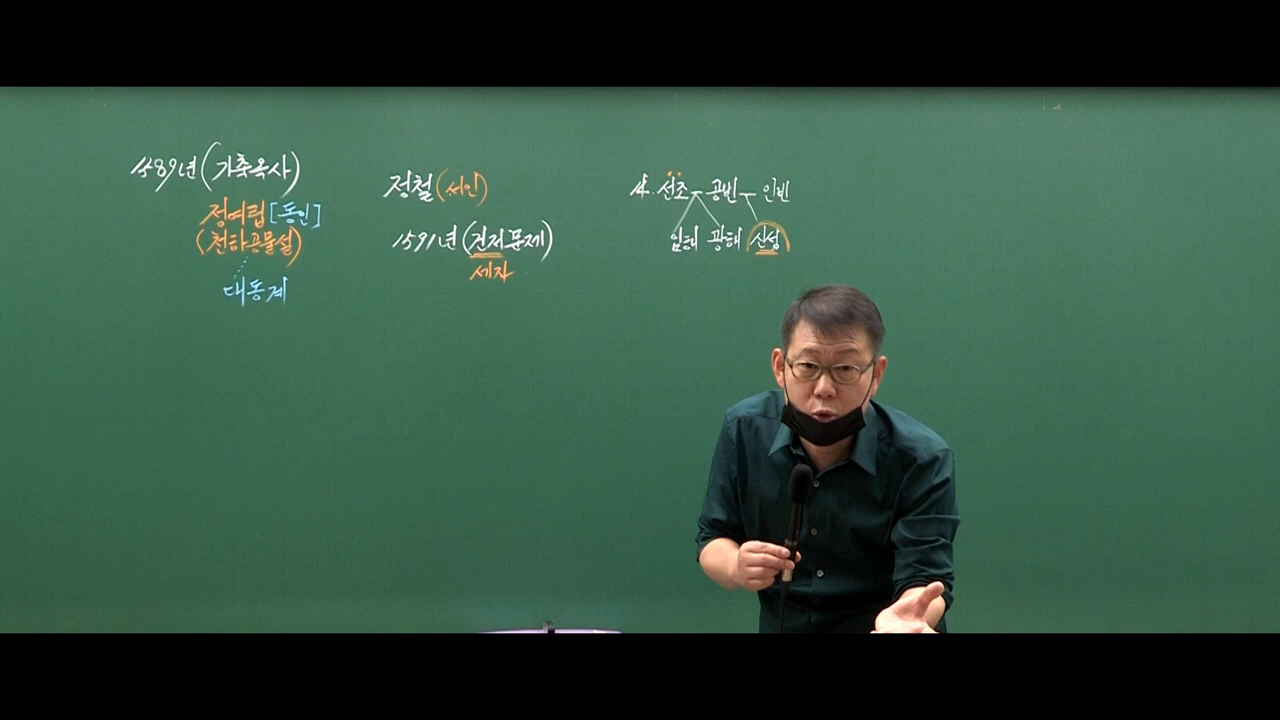 1589년(기축옥사)
정여립[동인]
(천하공물설)
대동계
정철(서인)
1591년(건저문제)
세자
선조 공빈 인빈
임해 광해 신성